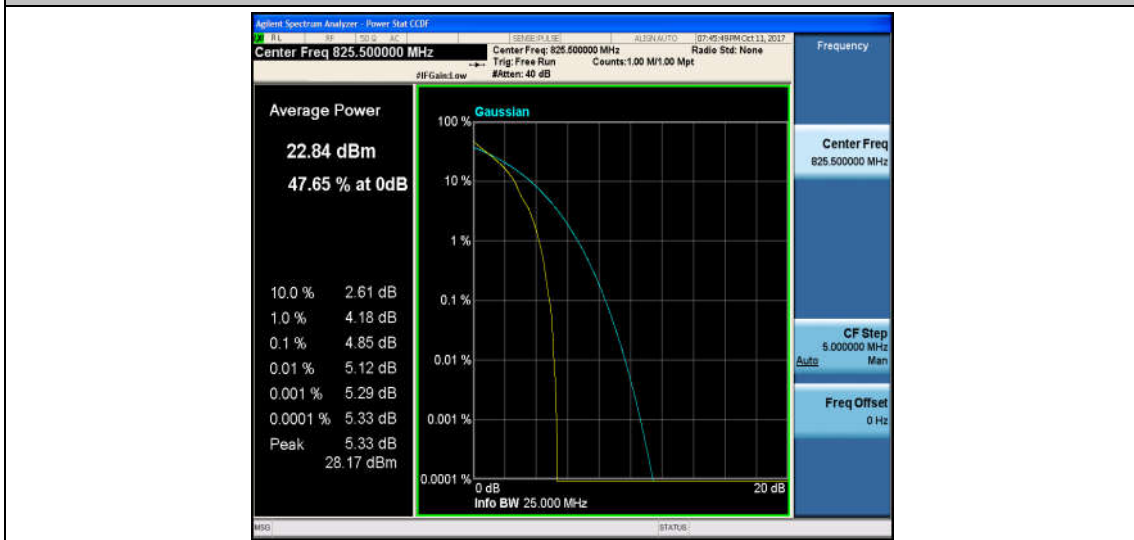 Agilent Spectrum Analyzer - Power Stat CCDF
RL RF 50 Ω AC SENSE:PULSE ALIGN AUTO 07:45:49 PM Oct 11, 2017
Center Freq 825.500000 MHz
Center Freq: 825.500000 MHz Radio Std: None
Trig: Free Run Counts:1.00 M/1.00 Mpt
#IFGain:Low #Atten: 40 dB
Frequency
Average Power
22.84 dBm
47.65 % at 0dB
10.0 % 2.61 dB
1.0 % 4.18 dB
0.1 % 4.85 dB
0.01 % 5.12 dB
0.001 % 5.29 dB
0.0001 % 5.33 dB
Peak 5.33 dB
28.17 dBm
Gaussian
100 %
10 %
1 %
0.1 %
0.01 %
0.001 %
0.0001 %
0 dB 20 dB
Info BW 25.000 MHz
Center Freq
825.500000 MHz
CF Step
5.000000 MHz
Auto Man
Freq Offset
0 Hz
MSG STATUS